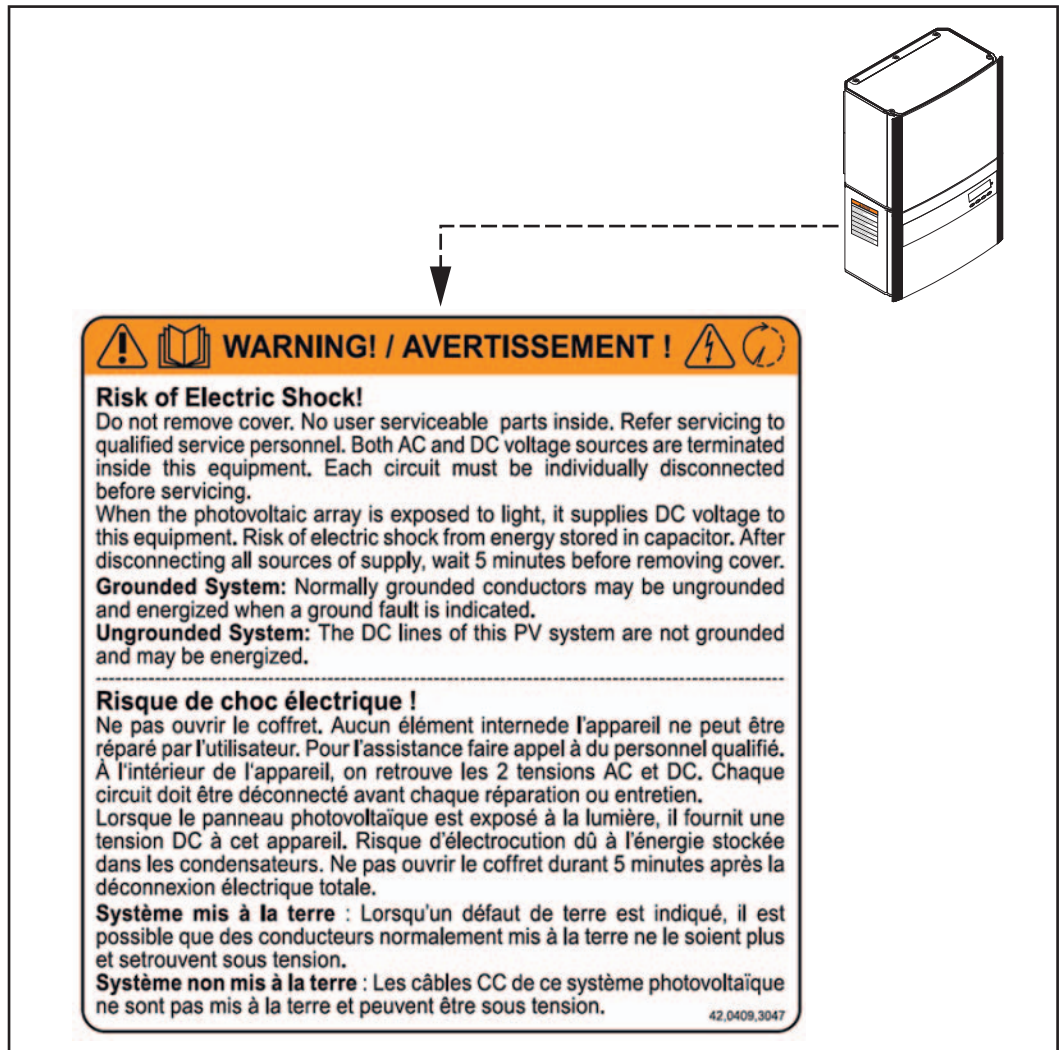 WARNING! / AVERTISSEMENT !
Risk of Electric Shock!
Do not remove cover. No user serviceable parts inside. Refer servicing to
qualified service personnel. Both AC and DC voltage sources are terminated
inside this equipment. Each circuit must be individually disconnected
before servicing.
When the photovoltaic array is exposed to light, it supplies DC voltage to
this equipment. Risk of electric shock from energy stored in capacitor. After
disconnecting all sources of supply, wait 5 minutes before removing cover.
Grounded System: Normally grounded conductors may be ungrounded
and energized when a ground fault is indicated.
Ungrounded System: The DC lines of this PV system are not grounded
and may be energized.
Risque de choc électrique !
Ne pas ouvrir le coffret. Aucun élément internede l'appareil ne peut être
réparé par l'utilisateur. Pour l'assistance faire appel à du personnel qualifié.
À l'intérieur de l'appareil, on retrouve les 2 tensions AC et DC. Chaque
circuit doit être déconnecté avant chaque réparation ou entretien.
Lorsque le panneau photovoltaïque est exposé à la lumière, il fournit une
tension DC à cet appareil. Risque d'électrocution dû à l'énergie stockée
dans les condensateurs. Ne pas ouvrir le coffret durant 5 minutes après la
déconnexion électrique totale.
Système mis à la terre : Lorsqu'un défaut de terre est indiqué, il est
possible que des conducteurs normalement mis à la terre ne le soient plus
et setrouvent sous tension.
Système non mis à la terre : Les câbles CC de ce système photovoltaïque
ne sont pas mis à la terre et peuvent être sous tension.
42,0409,3047